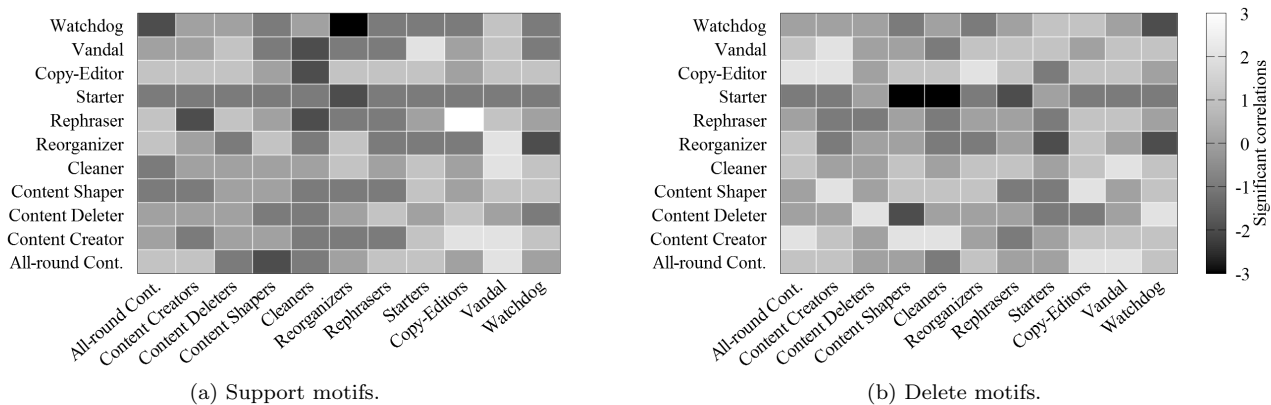 Watchdog
Vandal
Copy-Editor
Starter
Rephraser
Reorganizer
Cleaner
Content Shaper
Content Deleter
Content Creator
All-round Cont.
All-round Cont.
Content Creators
Content Deleters
Content Shapers
Cleaners
Reorganizers
Rephrasers
Starters
Copy-Editors
Vandal
Watchdog
(a) Support motifs.
Watchdog
Vandal
Copy-Editor
Starter
Rephraser
Reorganizer
Cleaner
Content Shaper
Content Deleter
Content Creator
All-round Cont.
All-round Cont.
Content Creators
Content Deleters
Content Shapers
Cleaners
Reorganizers
Rephrasers
Starters
Copy-Editors
Vandal
Watchdog
(b) Delete motifs.
3
2
1
0
-1
-2
-3
Significant correlations